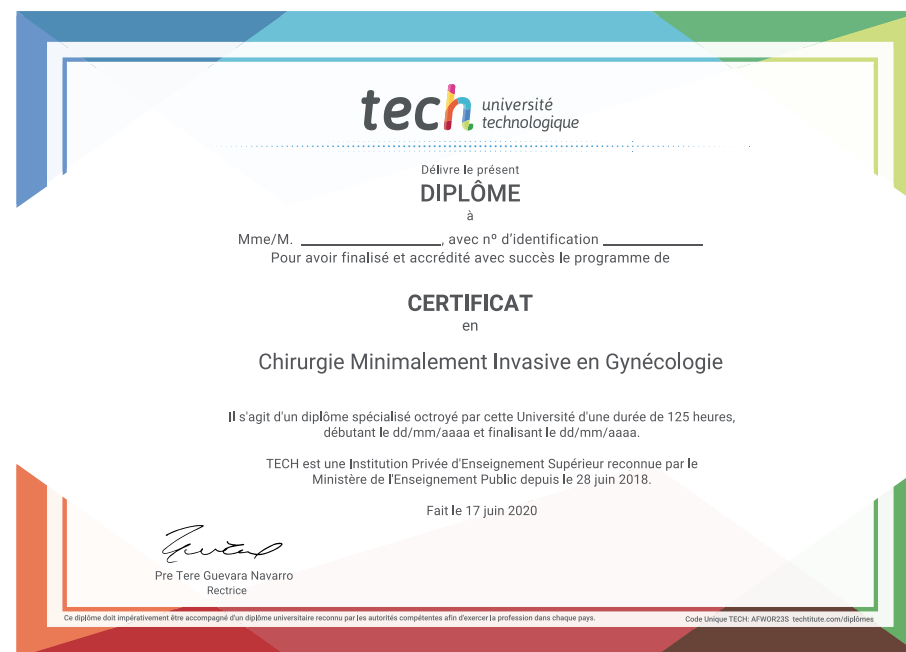 tech université
technologique
Délivre le présent
DIPLÔME
à
Mme/M. ____________________, avec nº d'identification ______________
Pour avoir finalisé et accrédité avec succès le programme de
CERTIFICAT
en
Chirurgie Minimalement Invasive en Gynécologie
Il s'agit d'un diplôme spécialisé octroyé par cette Université d'une durée de 125 heures,
débutant le dd/mm/aaaa et finalisant le dd/mm/aaaa.
TECH est une Institution Privée d'Enseignement Supérieur reconnue par le
Ministère de l'Enseignement Public depuis le 28 juin 2018.
Fait le 17 juin 2020
Pre Tere Guevara Navarro
Rectrice
Ce diplôme doit impérativement être accompagné d'un diplôme universitaire reconnu par les autorités compétentes afin d'exercer la profession dans chaque pays.
Code Unique TECH: AFWOR23S techtitute.com/diplômes